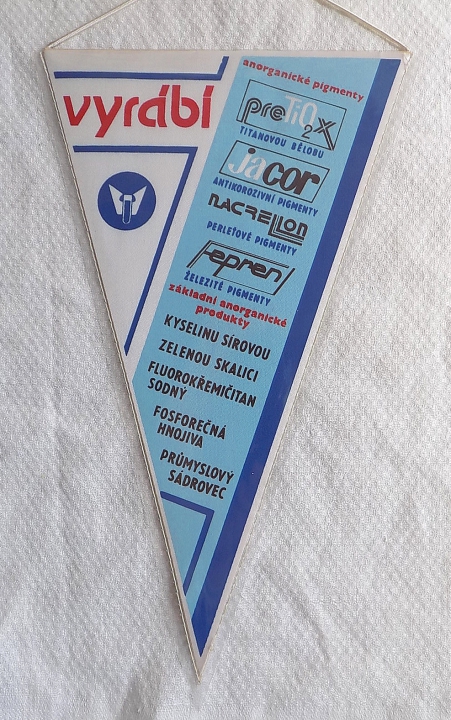 vyrábí
anorganické pigmenty
preTiO2x
TITANOVOU BĚLOBU
jacor
ANTIKOROZIVNÍ PIGMENTY
NACRELLON
PERLEŤOVÉ PIGMENTY
fepren
ŽELEZITÉ PIGMENTY
základní anorganické
produkty
KYSELINU SÍROVOU
ZELENOU SKALICI
FLUOROKŘEMIČITAN
SODNÝ
FOSFOREČNÁ
HNOJIVA
PRŮMYSLOVÝ
SÁDROVEC